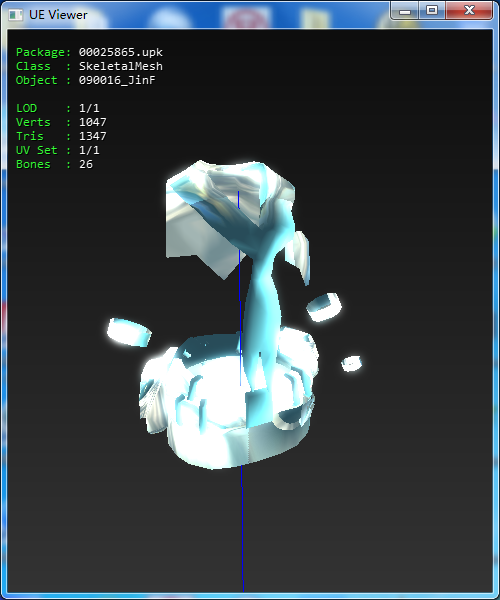 UE Viewer
Package: 00025865.upk
Class : SkeletalMesh
Object : 090016_JinF
LOD : 1/1
Verts : 1047
Tris : 1347
UV Set : 1/1
Bones : 26